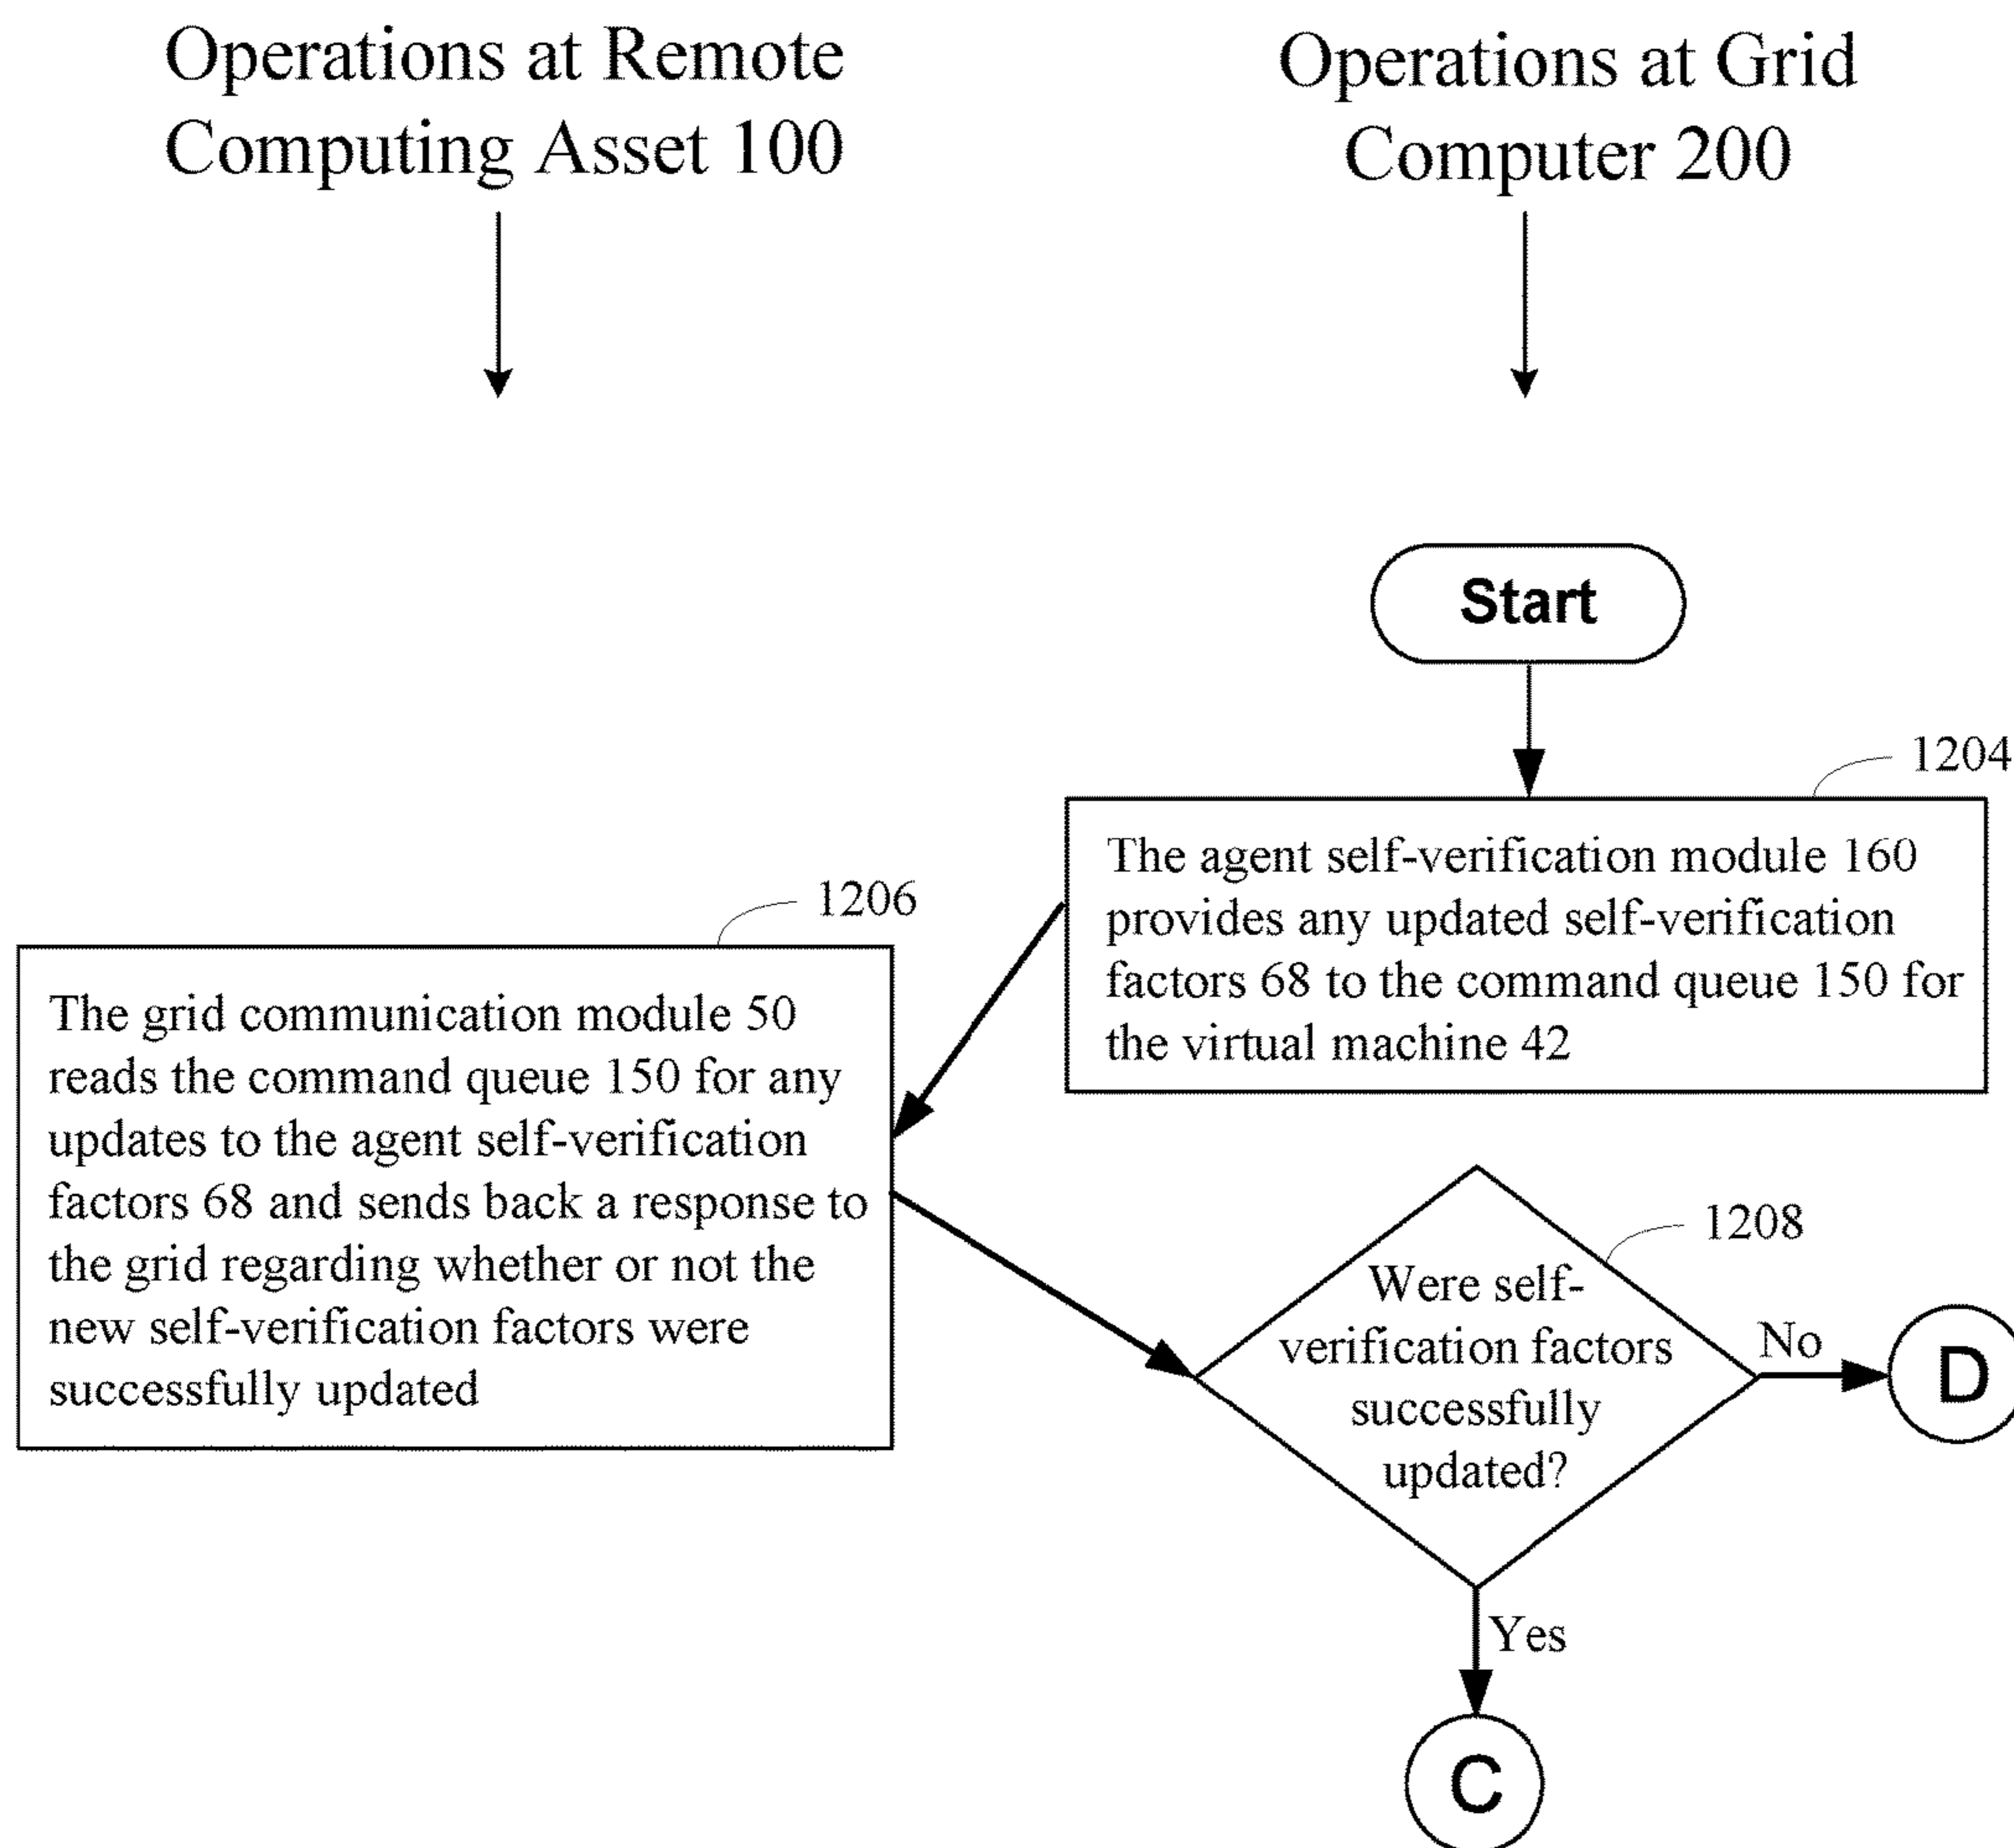 Operations at Remote
Computing Asset 100
Operations at Grid
Computer 200
Start
1204
The agent self-verification module 160
provides any updated self-verification
factors 68 to the command queue 150 for
the virtual machine 42
1206
The grid communication module 50
reads the command queue 150 for any
updates to the agent self-verification
factors 68 and sends back a response to
the grid regarding whether or not the
new self-verification factors were
successfully updated
1208
Were self-
verification factors
successfully
updated?
No
D
Yes
C